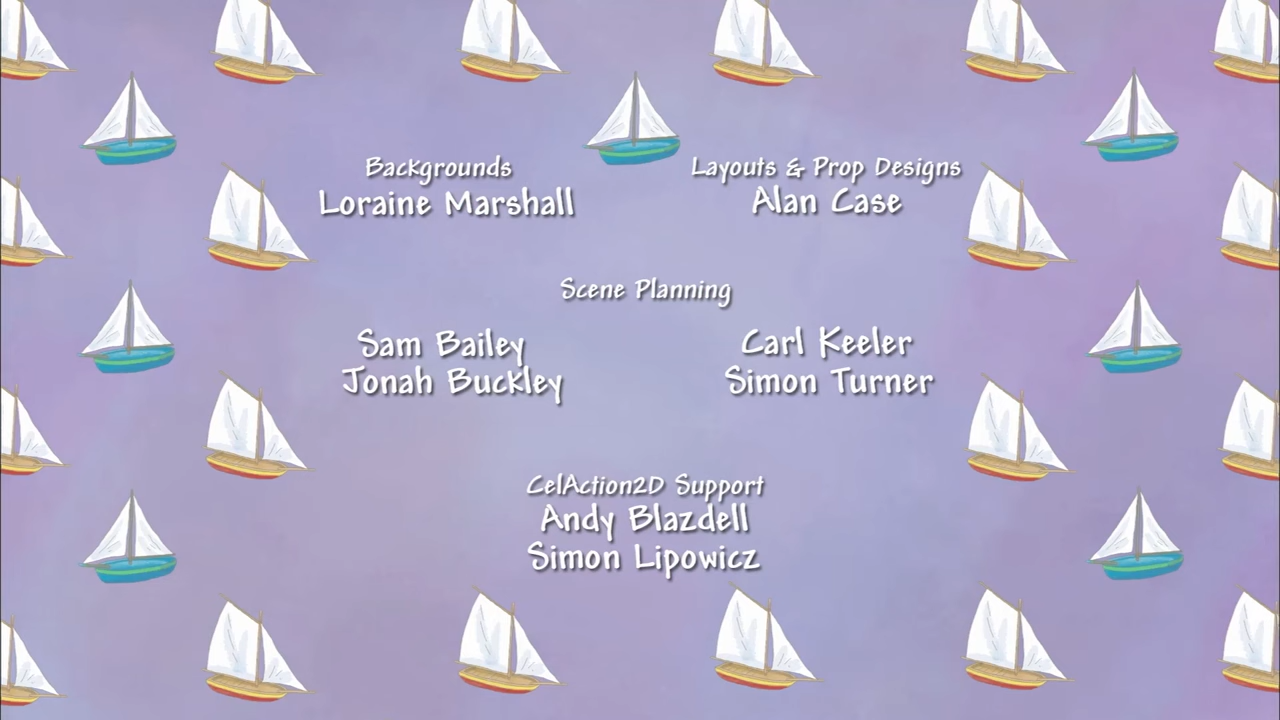 Backgrounds
Loraine Marshall
Layouts & Prop Designs
Alan Case
Scene Planning
Sam Bailey
Jonah Buckley
Carl Keeler
Simon Turner
CelAction2D Support
Andy Blazdell
Simon Lipowicz